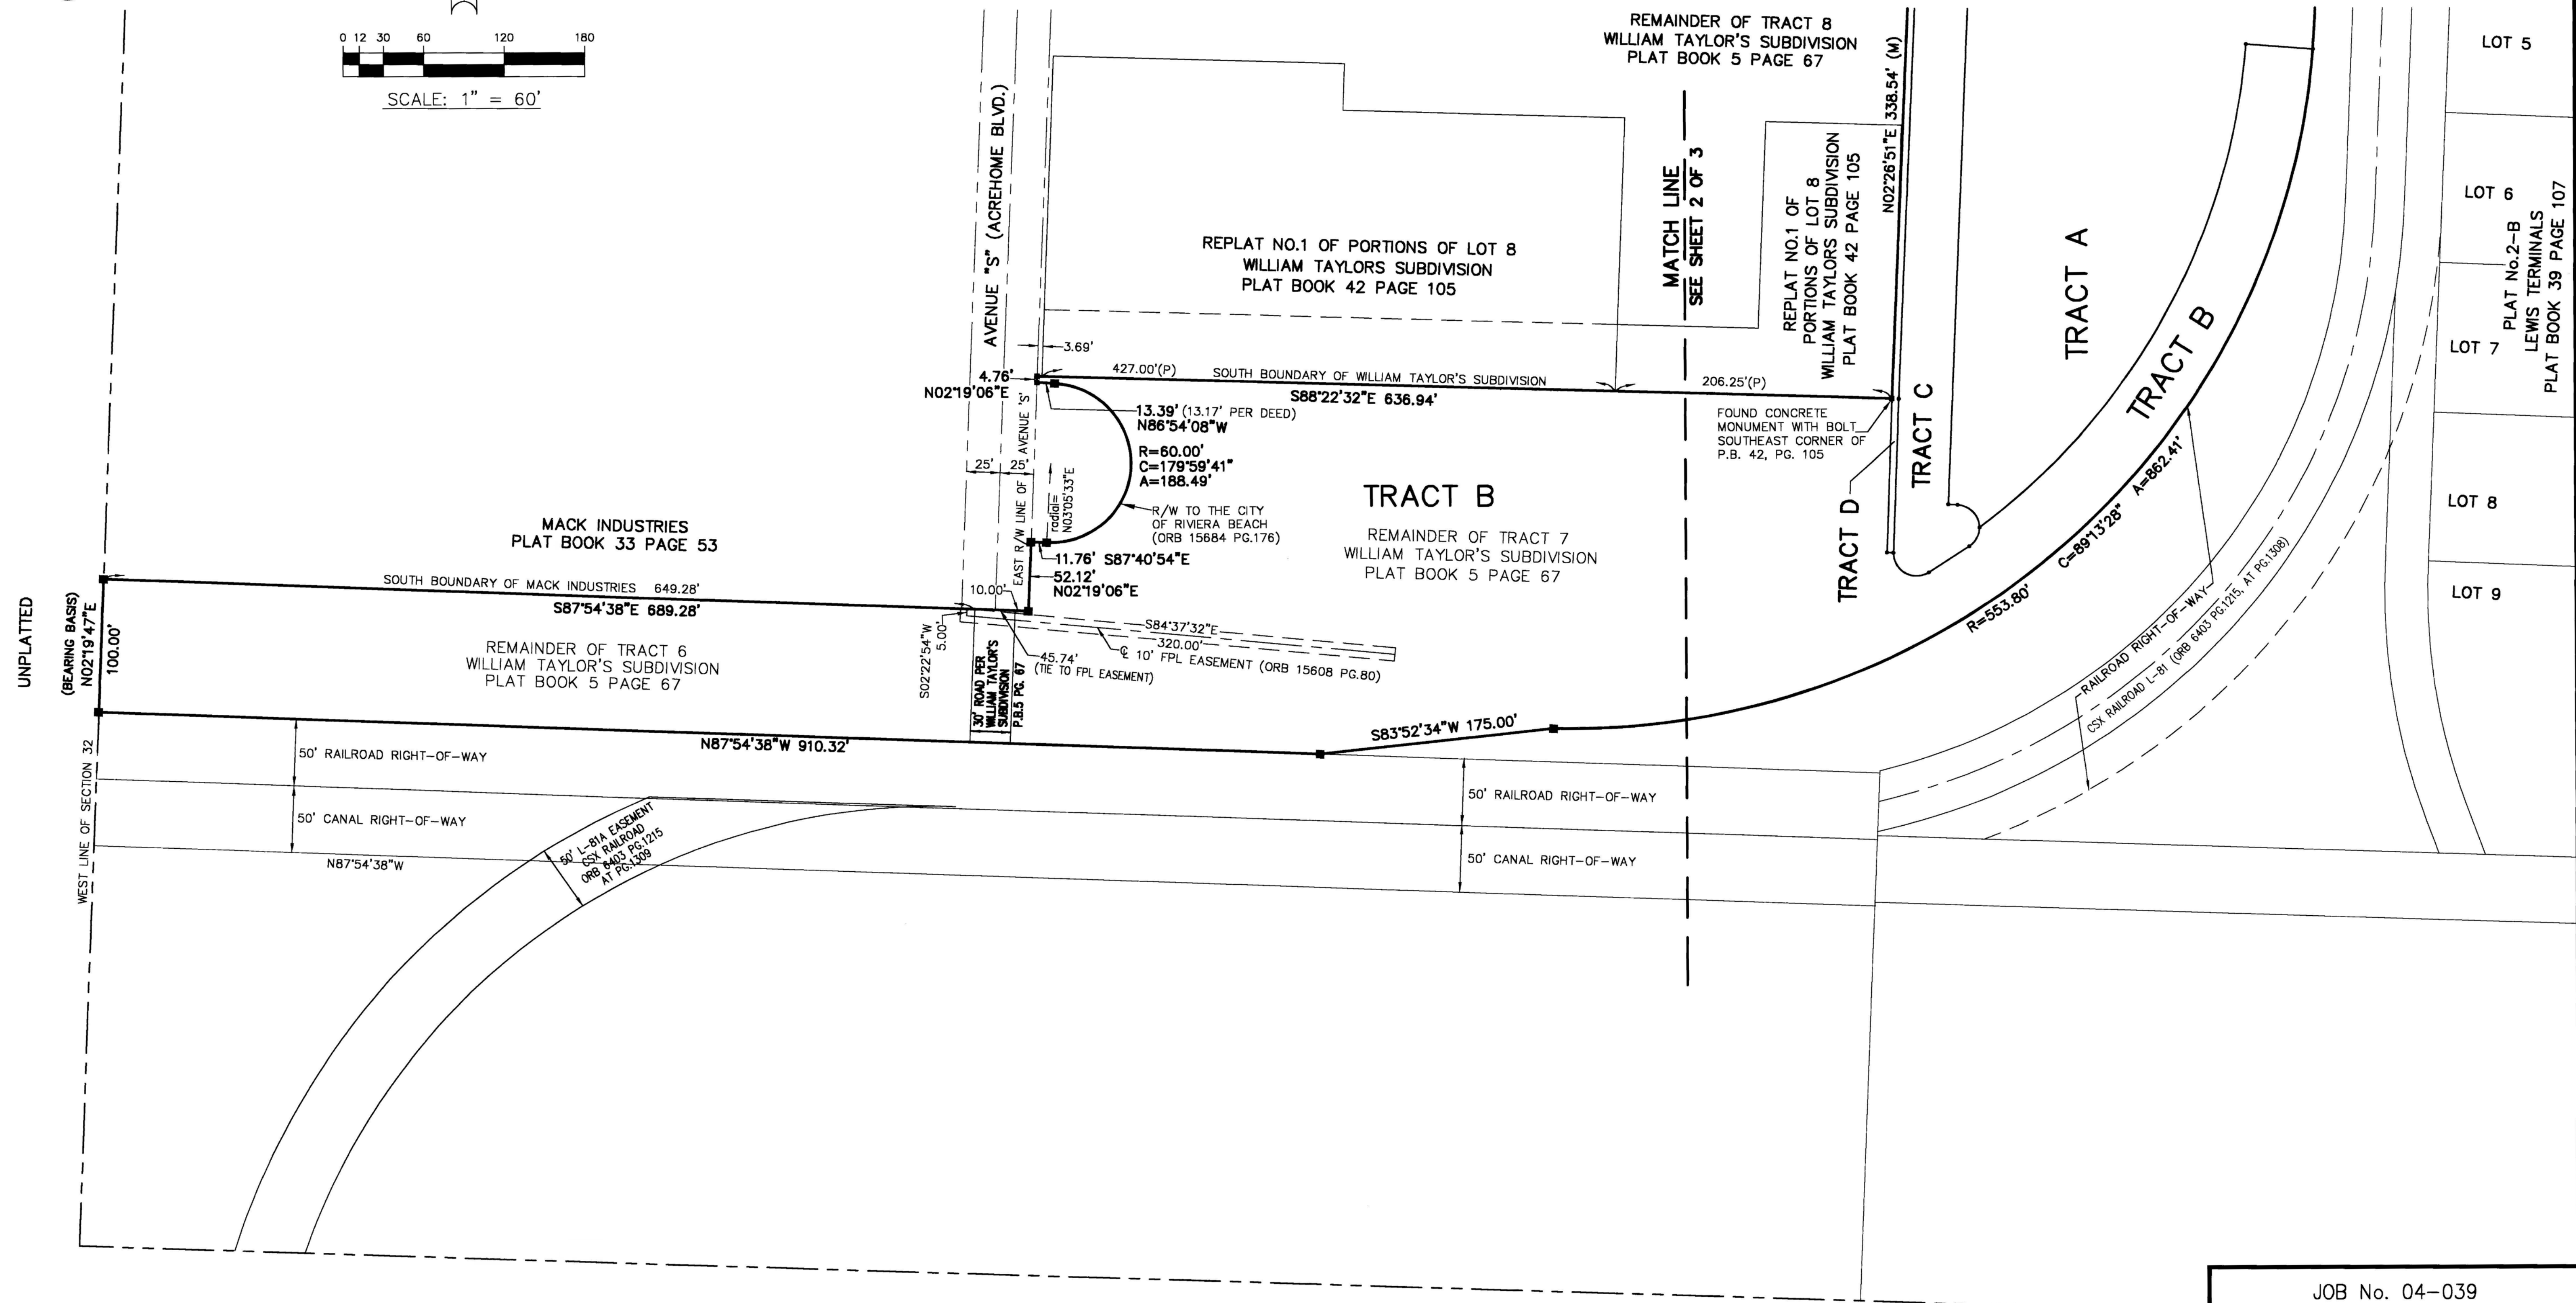 0 12 30 60 120 180
SCALE: 1" = 60'
REMAINDER OF TRACT 8
WILLIAM TAYLOR'S SUBDIVISION
PLAT BOOK 5 PAGE 67
AVENUE "S" (ACREHOME BLVD.)
REPLAT NO.1 OF PORTIONS OF LOT 8
WILLIAM TAYLORS SUBDIVISION
PLAT BOOK 42 PAGE 105
MATCH LINE
SEE SHEET 2 OF 3
REPLAT NO.1 OF
PORTIONS OF LOT 8
WILLIAM TAYLORS SUBDIVISION
PLAT BOOK 42 PAGE 105
N02°26'51"E 338.54' (M)
TRACT A
TRACT B
TRACT C
TRACT D
LOT 5
LOT 6
LOT 7
LOT 8
LOT 9
PLAT No.2-B
LEWIS TERMINALS
PLAT BOOK 39 PAGE 107
3.69'
4.76'
N02°19'06"E
427.00'(P)
SOUTH BOUNDARY OF WILLIAM TAYLOR'S SUBDIVISION
206.25'(P)
S88°22'32"E 636.94'
13.39' (13.17' PER DEED)
N86°54'08"W
FOUND CONCRETE
MONUMENT WITH BOLT
SOUTHEAST CORNER OF
P.B. 42, PG. 105
R=60.00'
C=179°59'41"
A=188.49'
25'
25'
EAST R/W LINE OF AVENUE 'S'
radial=
N03°05'33"E
R/W TO THE CITY
OF RIVIERA BEACH
(ORB 15684 PG.176)
TRACT B
REMAINDER OF TRACT 7
WILLIAM TAYLOR'S SUBDIVISION
PLAT BOOK 5 PAGE 67
11.76' S87°40'54"E
52.12'
N02°19'06"E
10.00'
MACK INDUSTRIES
PLAT BOOK 33 PAGE 53
SOUTH BOUNDARY OF MACK INDUSTRIES 649.28'
S87°54'38"E 689.28'
UNPLATTED
(BEARING BASIS)
N02°19'47"E
100.00'
REMAINDER OF TRACT 6
WILLIAM TAYLOR'S SUBDIVISION
PLAT BOOK 5 PAGE 67
S02°22'54"W
5.00'
30' ROAD PER
WILLIAM TAYLOR'S
SUBDIVISION
P.B.5 PG. 67
S84°37'32"E
320.00'
℄ 10' FPL EASEMENT (ORB 15608 PG.80)
45.74'
(TIE TO FPL EASEMENT)
R=553.80'
C=89°13'28"
A=862.41'
RAILROAD RIGHT-OF-WAY
CSX RAILROAD L-81 (ORB 6403 PG.1215, AT PG.1308)
S83°52'34"W 175.00'
N87°54'38"W 910.32'
WEST LINE OF SECTION 32
50' RAILROAD RIGHT-OF-WAY
50' CANAL RIGHT-OF-WAY
N87°54'38"W
50' L-81A EASEMENT
CSX RAILROAD
ORB 6403 PG.1215
AT PG.1309
50' RAILROAD RIGHT-OF-WAY
50' CANAL RIGHT-OF-WAY
JOB No. 04-039